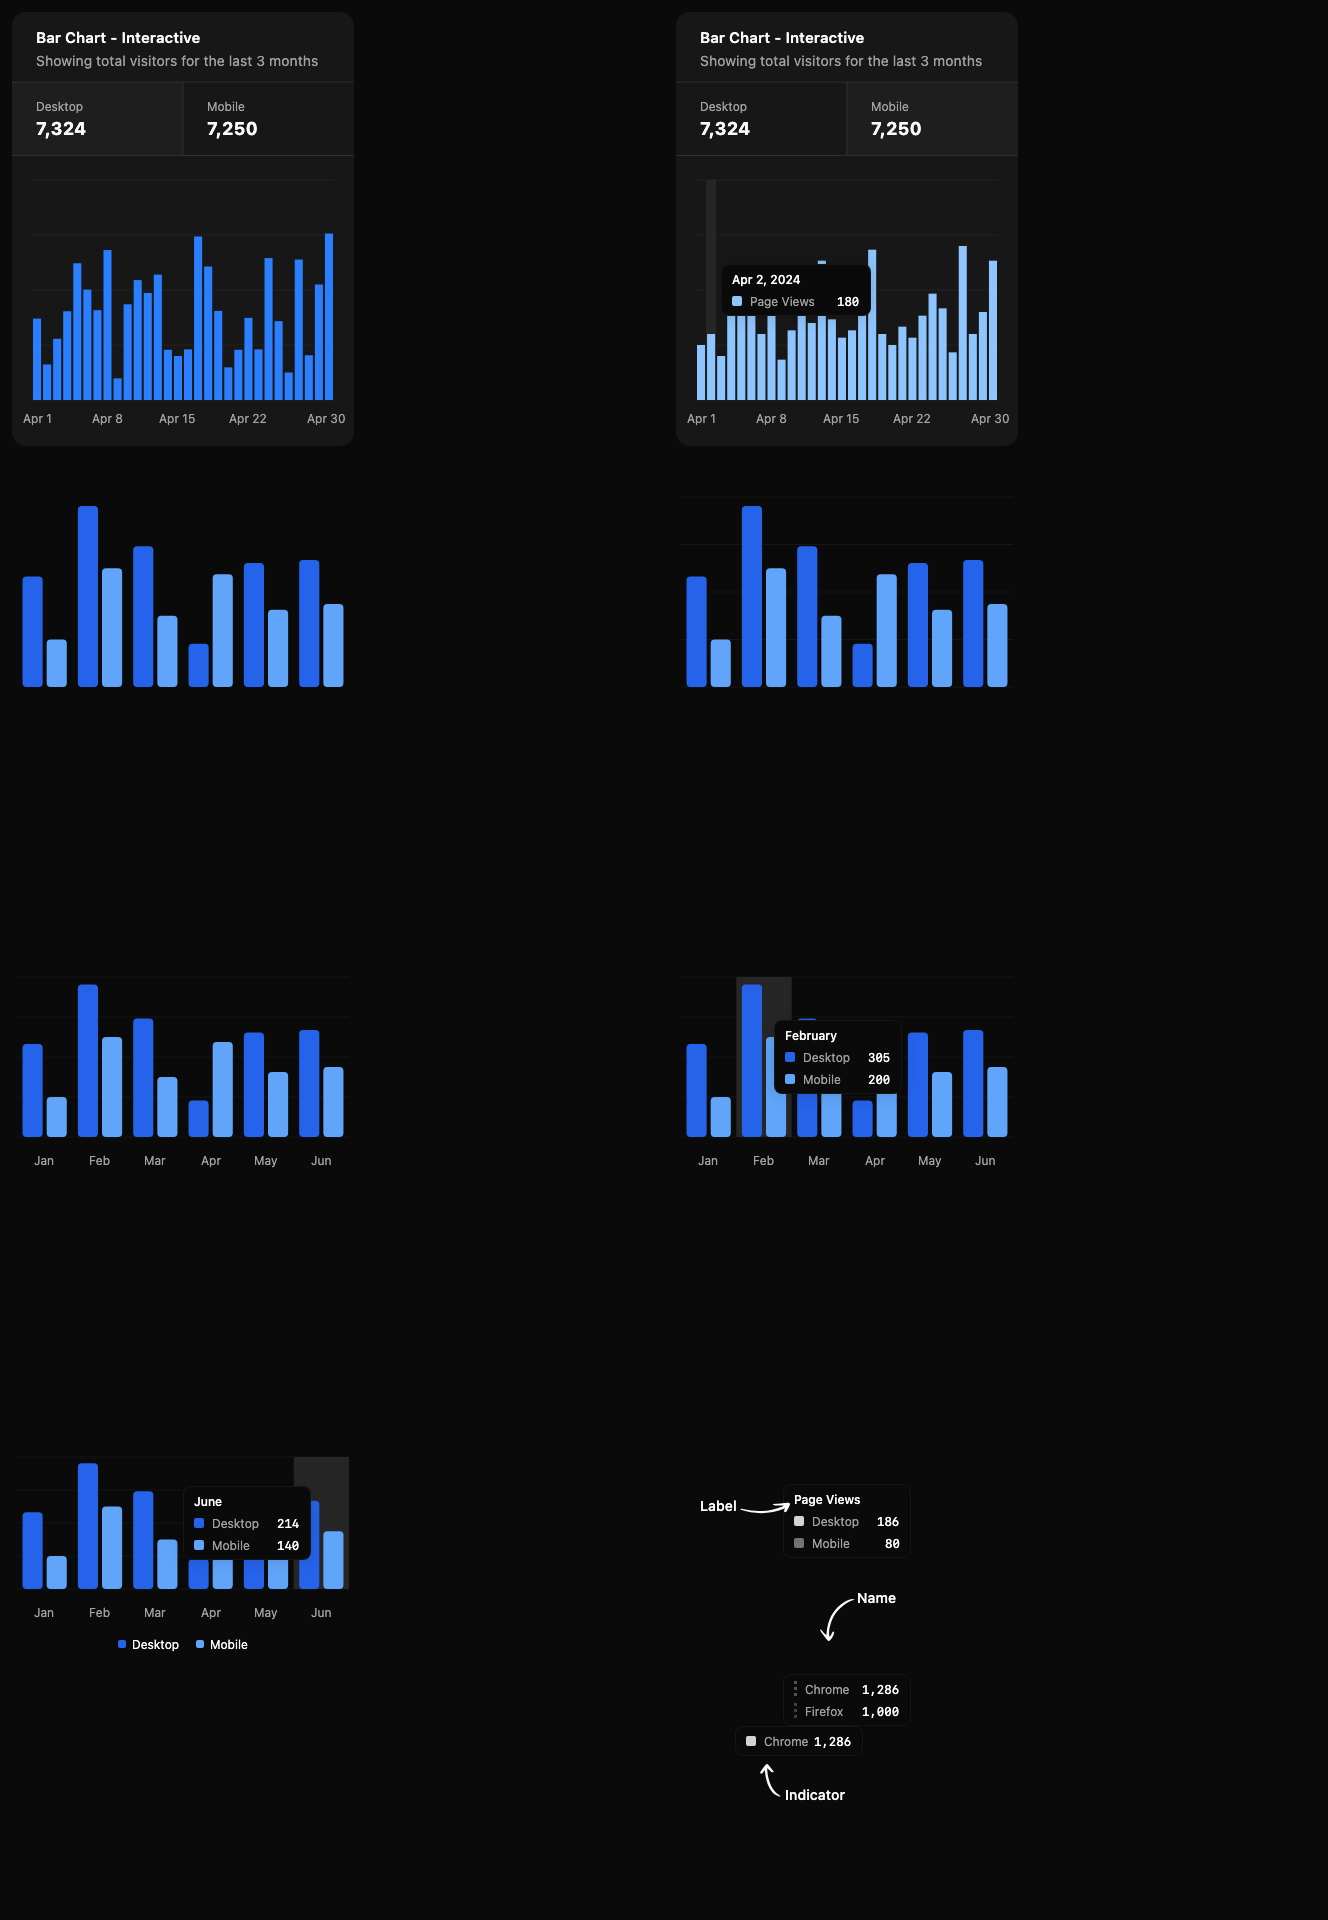 Bar Chart - Interactive
Showing total visitors for the last 3 months
Desktop
7,324
Mobile
7,250
Apr 1 Apr 8 Apr 15 Apr 22 Apr 30
Bar Chart - Interactive
Showing total visitors for the last 3 months
Desktop
7,324
Mobile
7,250
Apr 2, 2024
Page Views 180
Apr 1 Apr 8 Apr 15 Apr 22 Apr 30
Jan Feb Mar Apr May Jun
February
Desktop 305
Mobile 200
Jan Feb Mar Apr May Jun
June
Desktop 214
Mobile 140
Jan Feb Mar Apr May Jun
Desktop Mobile
Label
Page Views
Desktop 186
Mobile 80
Name
Chrome 1,286
Firefox 1,000
Chrome 1,286
Indicator